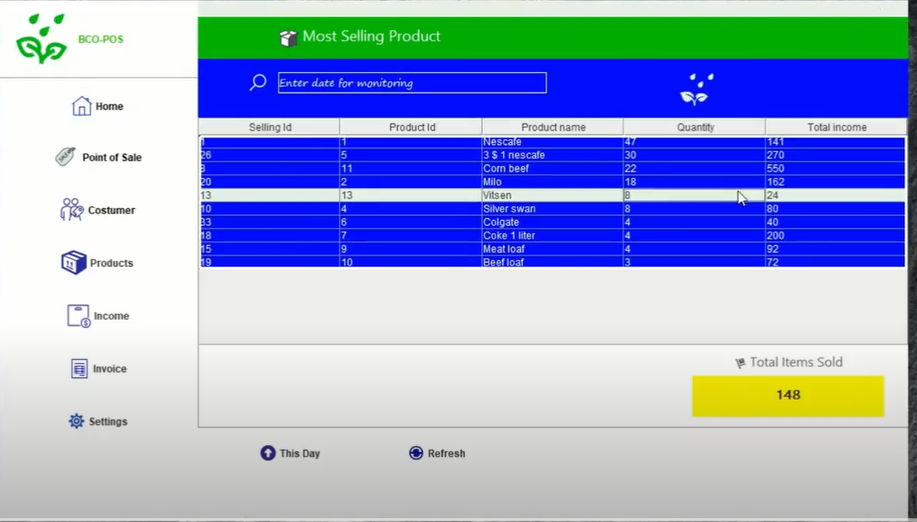 BCO-POS
Most Selling Product
Enter date for monitoring
Home
Point of Sale
Costumer
Products
Income
Invoice
Settings
Selling Id Product Id Product name Quantity Total income
1 1 Nescafe 47 141
26 5 3 $ 1 nescafe 30 270
3 11 Corn beef 22 550
20 2 Milo 18 162
13 13 Vitsen 8 24
10 4 Silver swan 8 80
33 6 Colgate 4 40
18 7 Coke 1 liter 4 200
15 9 Meat loaf 4 92
19 10 Beef loaf 3 72
Total Items Sold
148
This Day Refresh